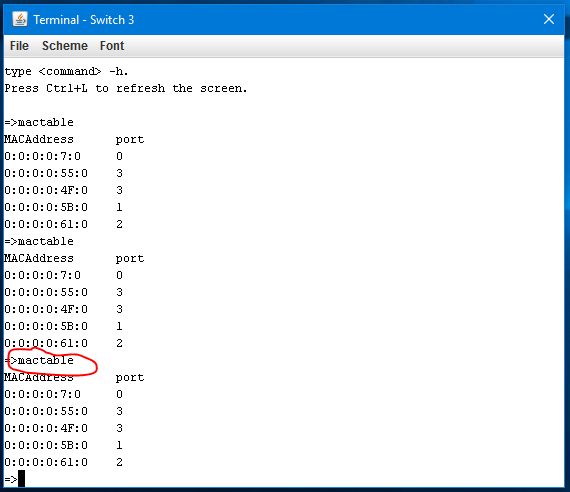 Terminal - Switch 3
File Scheme Font
type <command> -h.
Press Ctrl+L to refresh the screen.
=>mactable
MACAddress port
0:0:0:0:7:0 0
0:0:0:0:55:0 3
0:0:0:0:4F:0 3
0:0:0:0:5B:0 1
0:0:0:0:61:0 2
=>mactable
MACAddress port
0:0:0:0:7:0 0
0:0:0:0:55:0 3
0:0:0:0:4F:0 3
0:0:0:0:5B:0 1
0:0:0:0:61:0 2
=>mactable
MACAddress port
0:0:0:0:7:0 0
0:0:0:0:55:0 3
0:0:0:0:4F:0 3
0:0:0:0:5B:0 1
0:0:0:0:61:0 2
=>